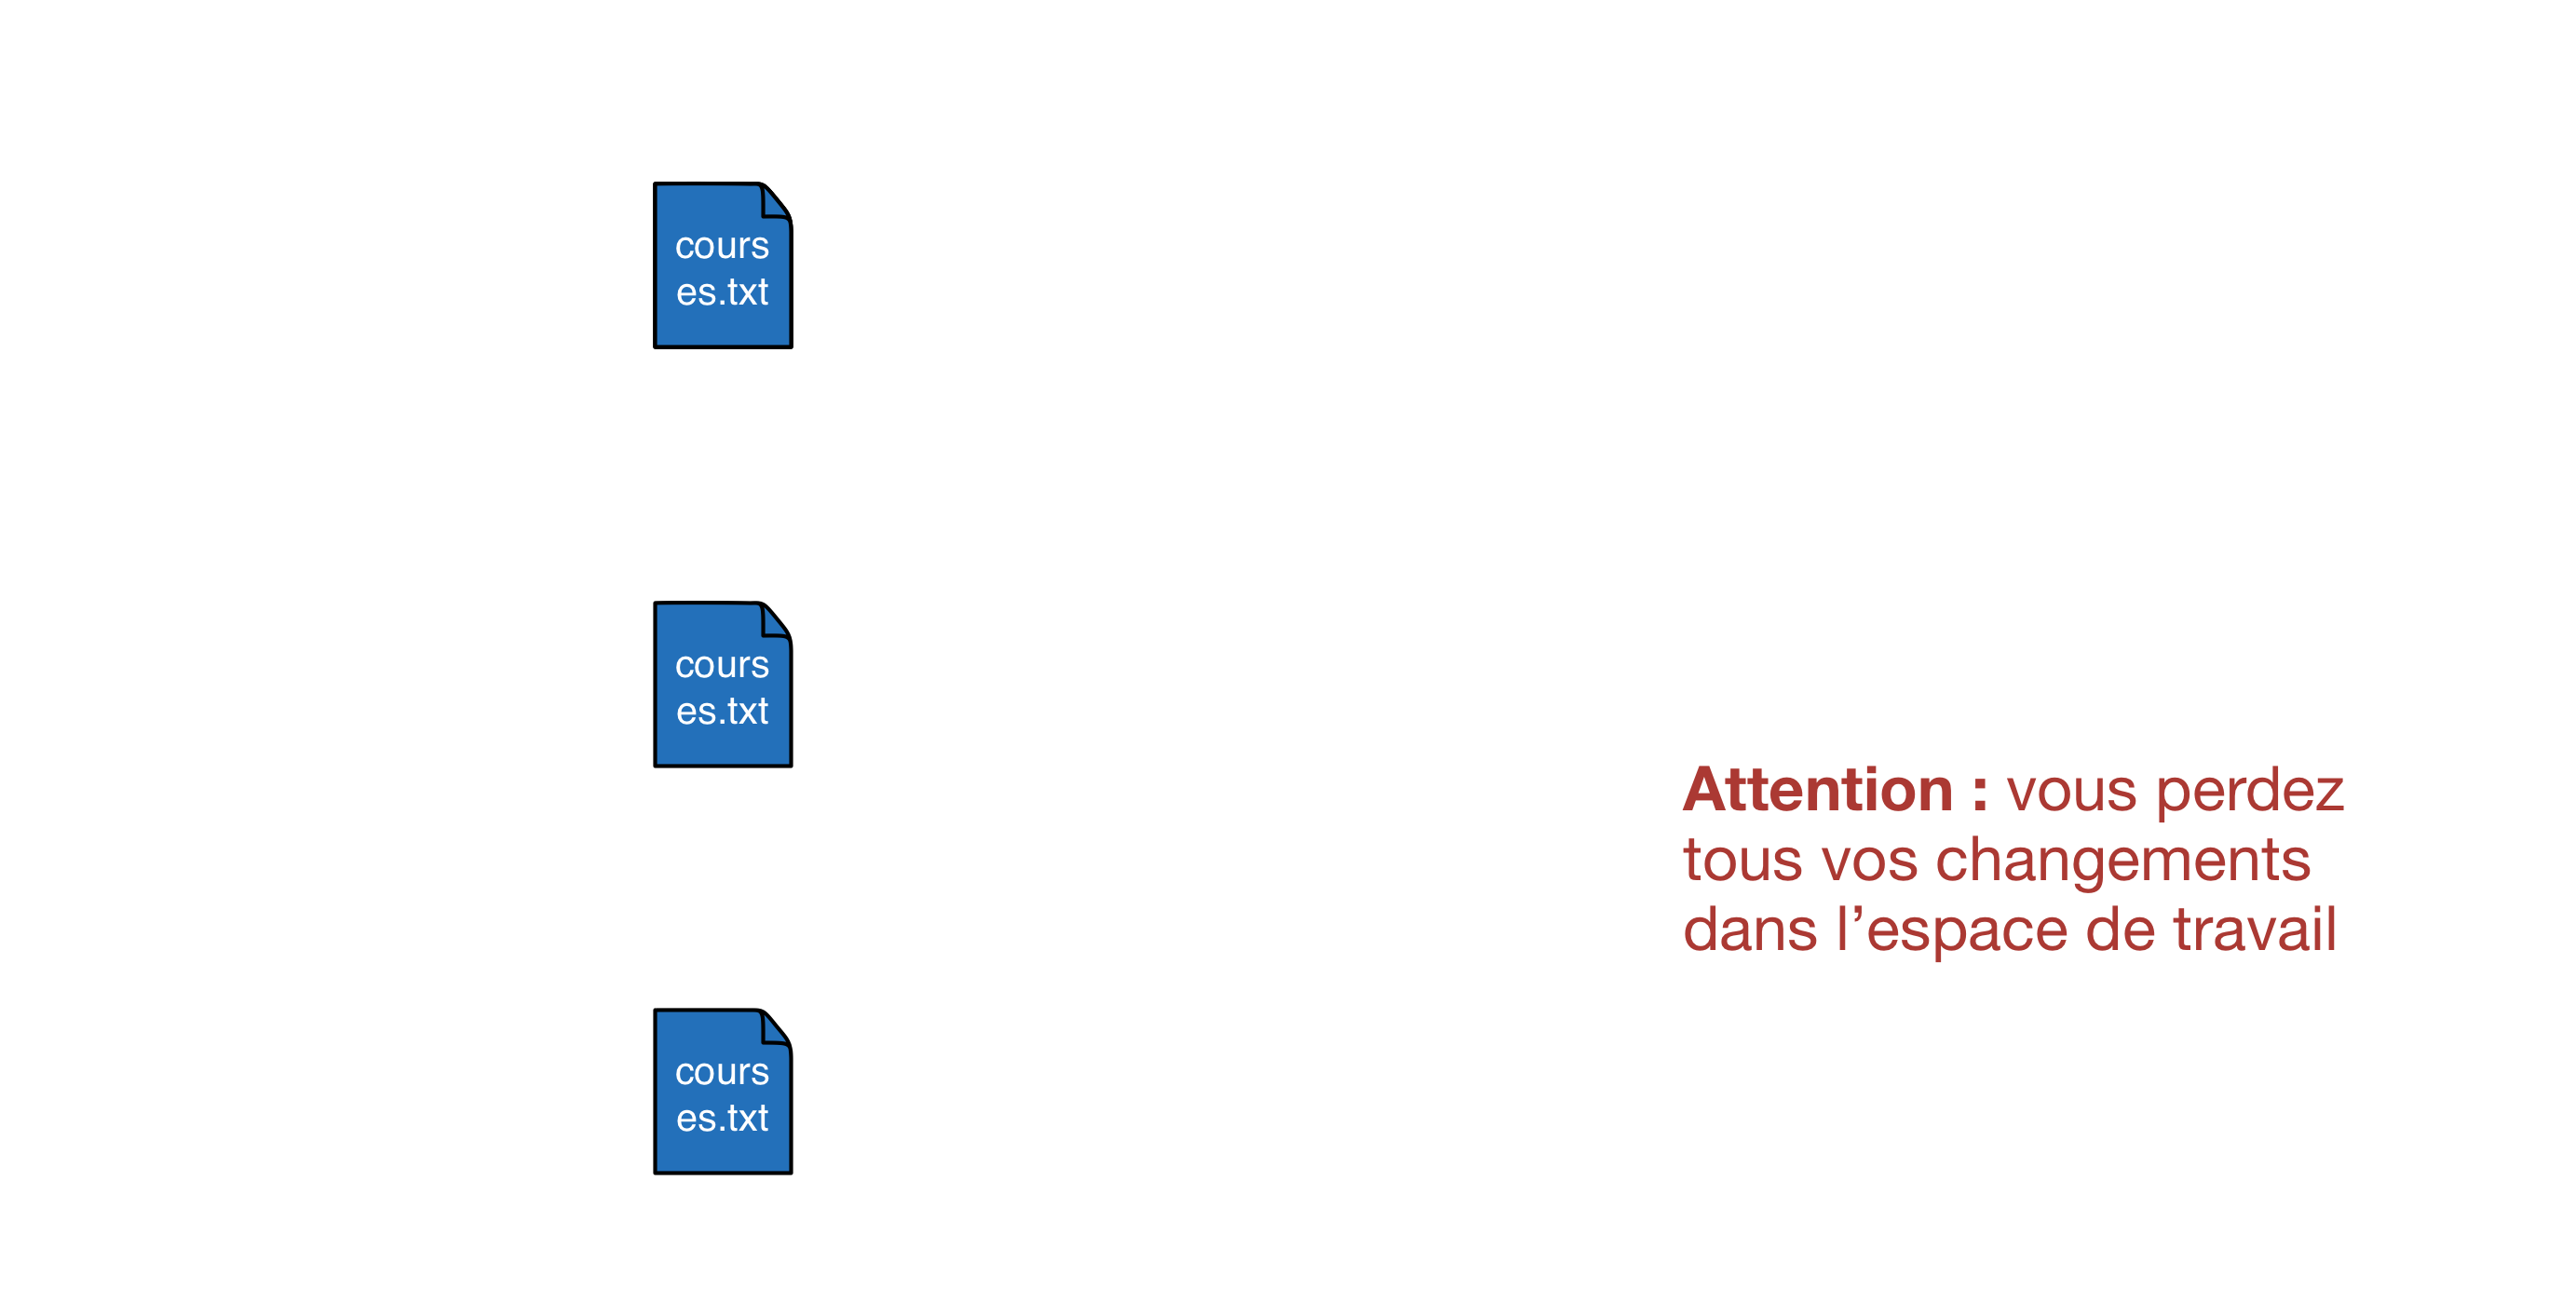 cours
es.txt
cours
es.txt
Attention : vous perdez
tous vos changements
dans l’espace de travail
cours
es.txt